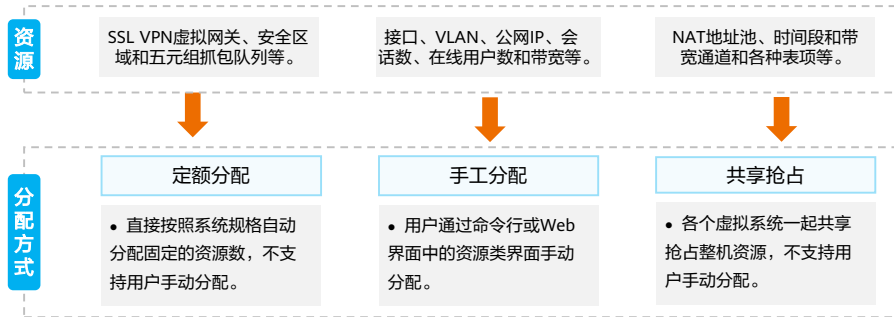 资源
SSL VPN虚拟网关、安全区
域和五元组抓包队列等。
接口、VLAN、公网IP、会
话数、在线用户数和带宽等。
NAT地址池、时间段和带
宽通道和各种表项等。
分配方式
定额分配
手工分配
共享抢占
• 直接按照系统规格自动
分配固定的资源数，不支
持用户手动分配。
• 用户通过命令行或Web
界面中的资源类界面手动
分配。
• 各个虚拟系统一起共享
抢占整机资源，不支持用
户手动分配。